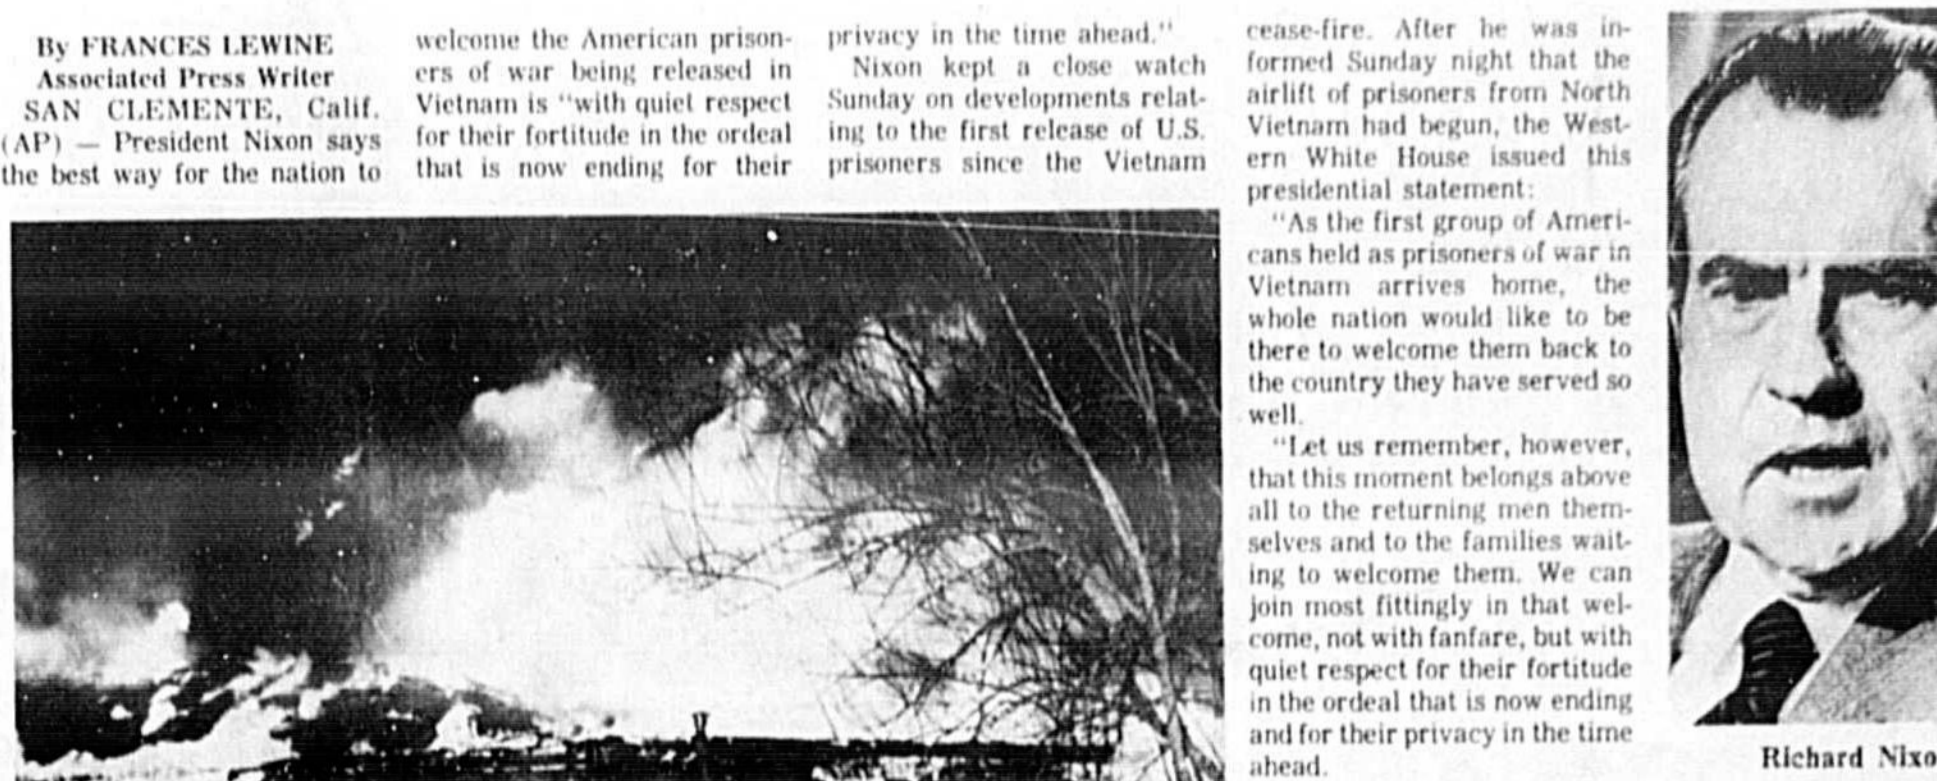 By FRANCES LEWINE
Associated Press Writer
SAN CLEMENTE, Calif.
(AP) — President Nixon says
the best way for the nation to
welcome the American prison-
ers of war being released in
Vietnam is "with quiet respect
for their fortitude in the ordeal
that is now ending for their
privacy in the time ahead."
Nixon kept a close watch
Sunday on developments relat-
ing to the first release of U.S.
prisoners since the Vietnam
cease-fire. After he was in-
formed Sunday night that the
airlift of prisoners from North
Vietnam had begun, the West-
ern White House issued this
presidential statement:
"As the first group of Ameri-
cans held as prisoners of war in
Vietnam arrives home, the
whole nation would like to be
there to welcome them back to
the country they have served so
well.
"Let us remember, however,
that this moment belongs above
all to the returning men them-
selves and to the families wait-
ing to welcome them. We can
join most fittingly in that wel-
come, not with fanfare, but with
quiet respect for their fortitude
in the ordeal that is now ending
and for their privacy in the time
ahead.
Richard Nixo